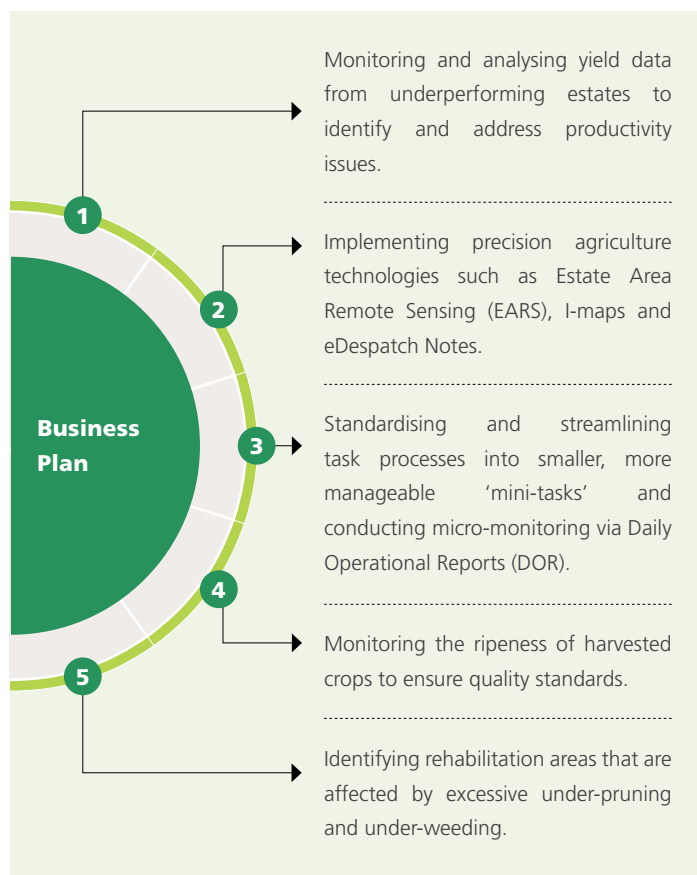 Business
Plan
1
Monitoring and analysing yield data
from underperforming estates to
identify and address productivity
issues.
2
Implementing precision agriculture
technologies such as Estate Area
Remote Sensing (EARS), I-maps and
eDespatch Notes.
3
Standardising and streamlining
task processes into smaller, more
manageable ‘mini-tasks’ and
conducting micro-monitoring via Daily
Operational Reports (DOR).
4
Monitoring the ripeness of harvested
crops to ensure quality standards.
5
Identifying rehabilitation areas that are
affected by excessive under-pruning
and under-weeding.